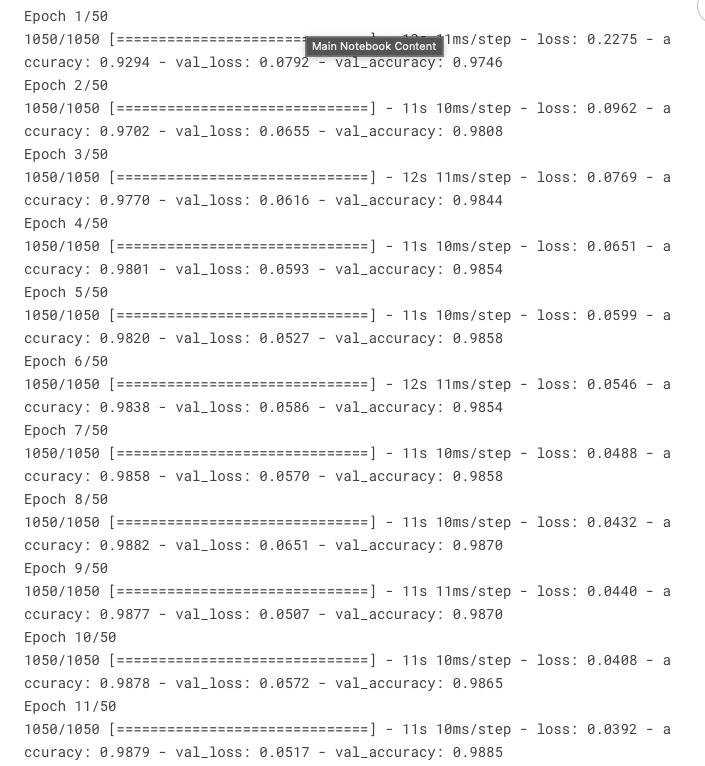 Epoch 1/50
1050/1050 [======================= 11ms/step - loss: 0.2275 - a
Main Notebook Content
ccuracy: 0.9294 - val_loss: 0.0792 - val_accuracy: 0.9746
Epoch 2/50
1050/1050 [==============================] - 11s 10ms/step - loss: 0.0962 - a
ccuracy: 0.9702 - val_loss: 0.0655 - val_accuracy: 0.9808
Epoch 3/50
1050/1050 [==============================] - 12s 11ms/step - loss: 0.0769 - a
ccuracy: 0.9770 - val_loss: 0.0616 - val_accuracy: 0.9844
Epoch 4/50
1050/1050 [==============================] - 11s 10ms/step - loss: 0.0651 - a
ccuracy: 0.9801 - val_loss: 0.0593 - val_accuracy: 0.9854
Epoch 5/50
1050/1050 [==============================] - 11s 10ms/step - loss: 0.0599 - a
ccuracy: 0.9820 - val_loss: 0.0527 - val_accuracy: 0.9858
Epoch 6/50
1050/1050 [==============================] - 12s 11ms/step - loss: 0.0546 - a
ccuracy: 0.9838 - val_loss: 0.0586 - val_accuracy: 0.9854
Epoch 7/50
1050/1050 [==============================] - 11s 10ms/step - loss: 0.0488 - a
ccuracy: 0.9858 - val_loss: 0.0570 - val_accuracy: 0.9858
Epoch 8/50
1050/1050 [==============================] - 11s 10ms/step - loss: 0.0432 - a
ccuracy: 0.9882 - val_loss: 0.0651 - val_accuracy: 0.9870
Epoch 9/50
1050/1050 [==============================] - 11s 11ms/step - loss: 0.0440 - a
ccuracy: 0.9877 - val_loss: 0.0507 - val_accuracy: 0.9870
Epoch 10/50
1050/1050 [==============================] - 11s 10ms/step - loss: 0.0408 - a
ccuracy: 0.9878 - val_loss: 0.0572 - val_accuracy: 0.9865
Epoch 11/50
1050/1050 [==============================] - 11s 10ms/step - loss: 0.0392 - a
ccuracy: 0.9879 - val_loss: 0.0517 - val_accuracy: 0.9885